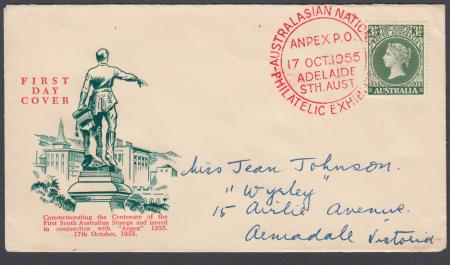 FIRST
DAY
COVER
AUSTRALASIAN NATIO
ANPEX P.O.
17 OCT.1955
ADELAIDE
STH. AUST
PHILATELIC EXHIB
AUSTRALIA
Miss Jean Johnson.
"Wyrley"
15 Airlie Avenue.
Armadale Victoria
Commemorating the Centenary of the
First South Australian Stamps and issued
in conjunction with "Anpex" 1955.
17th October, 1955.